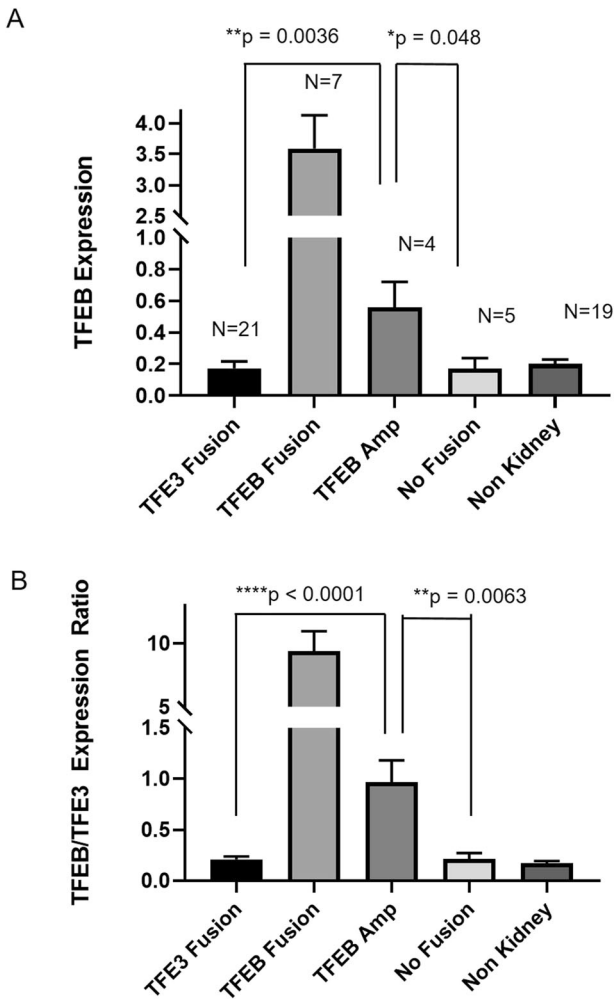 A
**p = 0.0036
*p = 0.048
N=7
TFEB Expression
4.0
3.5
3.0
2.5
1.0
0.8
0.6
0.4
0.2
0.0
N=21
N=4
N=5
N=19
TFE3 Fusion
TFEB Fusion
TFEB Amp
No Fusion
Non Kidney
B
****p < 0.0001
**p = 0.0063
TFEB/TFE3 Expression Ratio
10
5
1.5
1.0
0.5
0.0
TFE3 Fusion
TFEB Fusion
TFEB Amp
No Fusion
Non Kidney